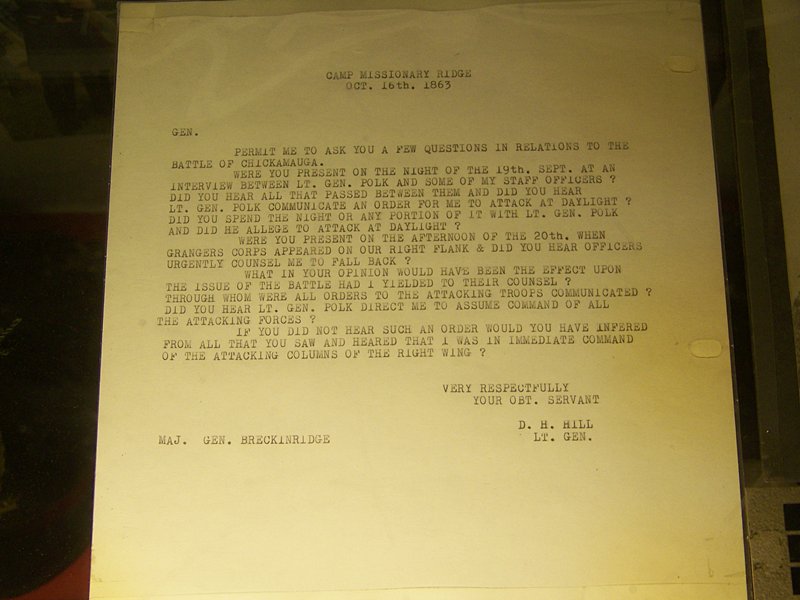 CAMP MISSIONARY RIDGE
OCT. 16th. 1863
GEN.
PERMIT ME TO ASK YOU A FEW QUESTIONS IN RELATIONS TO THE
BATTLE OF CHICKAMAUGA.
WERE YOU PRESENT ON THE NIGHT OF THE 19th. SEPT. AT AN
INTERVIEW BETWEEN LT. GEN. POLK AND SOME OF MY STAFF OFFICERS ?
DID YOU HEAR ALL THAT PASSED BETWEEN THEM AND DID YOU HEAR
LT. GEN. POLK COMMUNICATE AN ORDER FOR ME TO ATTACK AT DAYLIGHT ?
DID YOU SPEND THE NIGHT OR ANY PORTION OF IT WITH LT. GEN. POLK
AND DID HE ALLEGE TO ATTACK AT DAYLIGHT ?
WERE YOU PRESENT ON THE AFTERNOON OF THE 20th. WHEN
GRANGERS CORPS APPEARED ON OUR RIGHT FLANK & DID YOU HEAR OFFICERS
URGENTLY COUNSEL ME TO FALL BACK ?
WHAT IN YOUR OPINION WOULD HAVE BEEN THE EFFECT UPON
THE ISSUE OF THE BATTLE HAD I YIELDED TO THEIR COUNSEL ?
THROUGH WHOM WERE ALL ORDERS TO THE ATTACKING TROOPS COMMUNICATED ?
DID YOU HEAR LT. GEN. POLK DIRECT ME TO ASSUME COMMAND OF ALL
THE ATTACKING FORCES ?
IF YOU DID NOT HEAR SUCH AN ORDER WOULD YOU HAVE INFERED
FROM ALL THAT YOU SAW AND HEARED THAT I WAS IN IMMEDIATE COMMAND
OF THE ATTACKING COLUMNS OF THE RIGHT WING ?
VERY RESPECTFULLY
YOUR OBT. SERVANT
D. H. HILL
LT. GEN.
MAJ. GEN. BRECKINRIDGE